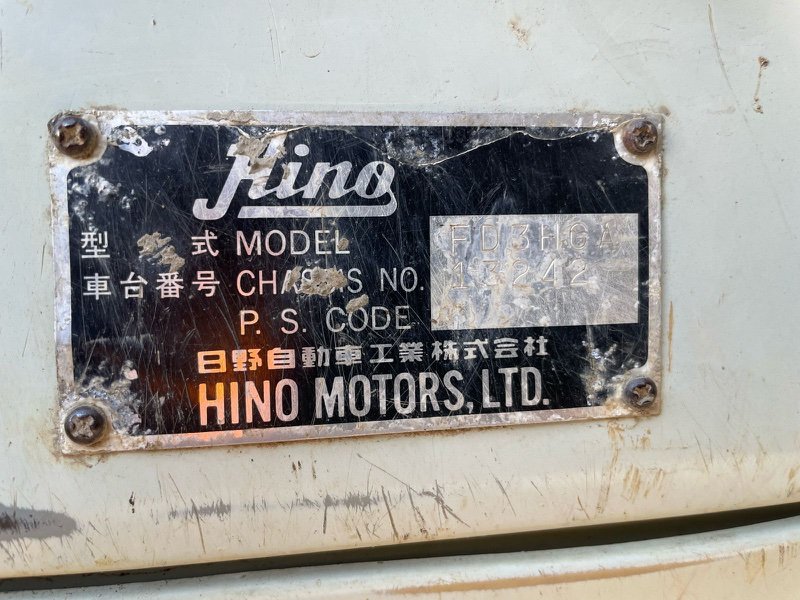 Hino
型式 MODEL FD3HGA
車台番号 CHASSIS NO. 13242
P. S. CODE
日野自動車工業株式会社
HINO MOTORS, LTD.